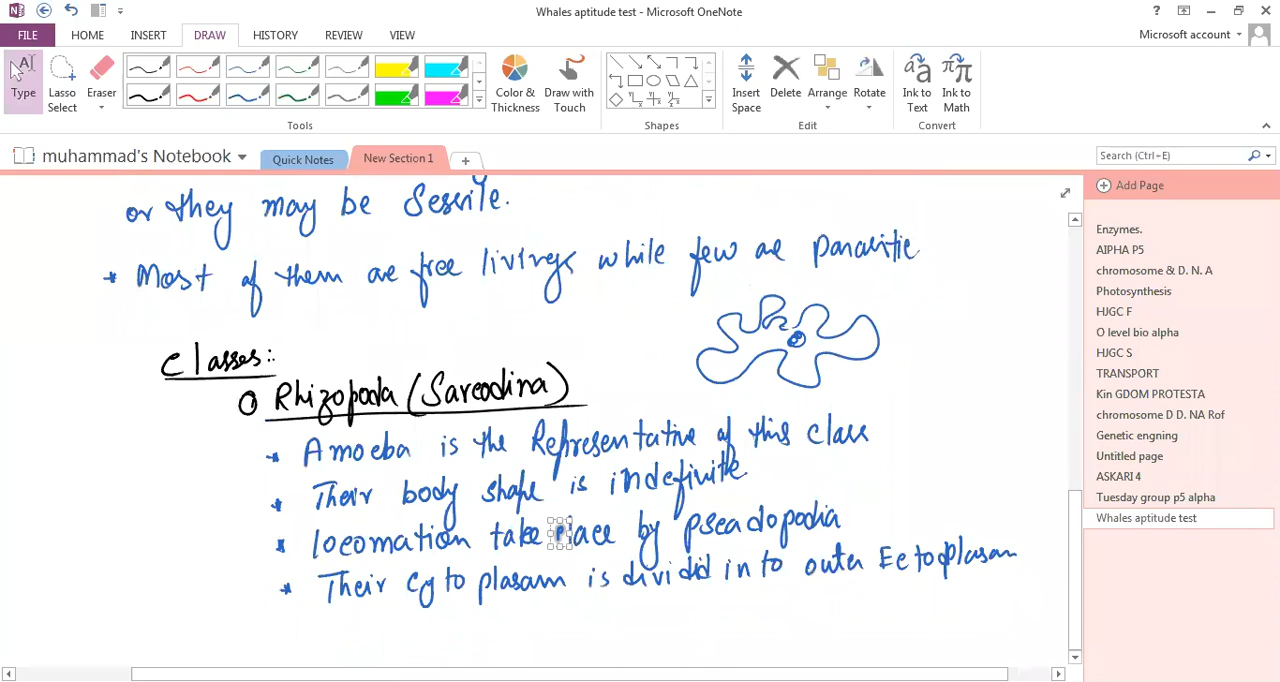 Whales aptitude test - Microsoft OneNote
?
FILE HOME INSERT DRAW HISTORY REVIEW VIEW
Microsoft account
Type
Lasso Select
Eraser
Color & Thickness
Draw with Touch
Insert Space
Delete
Arrange
Rotate
Ink to Text
Ink to Math
Tools
Shapes
Edit
Convert
muhammad's Notebook
Quick Notes
New Section 1
Search (Ctrl+E)
or they may be Sessile.
* Most of them are free livings while few are Parasitic
Classes:
Rhizopoda (Sarcodina)
* Amoeba is the Representative of this class
* Their body shape is indefinite
* locomation take place by pseadopodia
* Their Cyto plasam is dividid in to outer Eectoplasam
Add Page
Enzymes.
AlPHA P5
chromosome & D. N. A
Photosynthesis
HJGC F
O level bio alpha
HJGC S
TRANSPORT
Kin GDOM PROTESTA
chromosome D D. NA Rof
Genetic engning
Untitled page
ASKARI 4
Tuesday group p5 alpha
Whales aptitude test